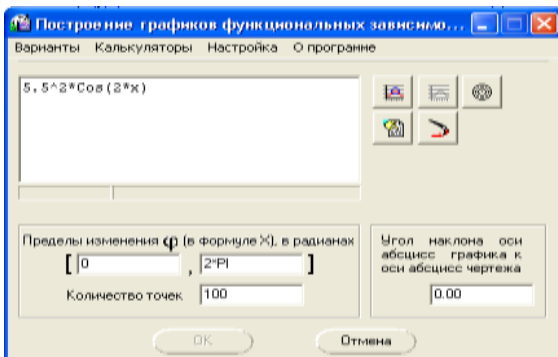 Построение графиков функциональных зависимо...
Варианты Калькуляторы Настройка О программе
5.5^2*Cos(2*x)
Пределы изменения φ (в формуле X), в радианах
[ 0 , 2*PI ]
Количество точек 100
Угол наклона оси
абсцисс графика к
оси абсцисс чертежа
0.00
OK Отмена